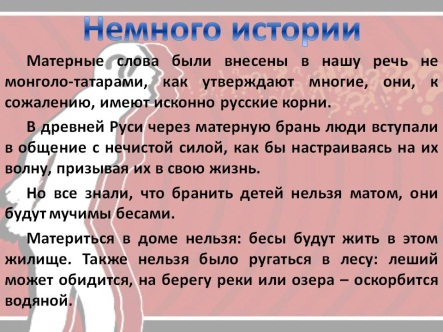 Немного истории
Матерные слова были внесены в нашу речь не
монголо-татарами, как утверждают многие, они, к
сожалению, имеют исконно русские корни.
В древней Руси через матерную брань люди вступали
в общение с нечистой силой, как бы настраиваясь на их
волну, призывая их в свою жизнь.
Но все знали, что бранить детей нельзя матом, они
будут мучимы бесами.
Материться в доме нельзя: бесы будут жить в этом
жилище. Также нельзя было ругаться в лесу: леший
может обидится, на берегу реки или озера – оскорбится
водяной.